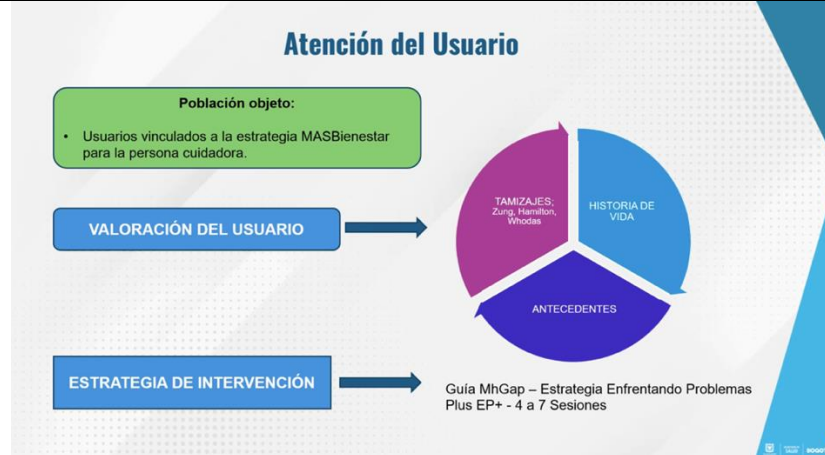 Atención del Usuario
Población objeto:
• Usuarios vinculados a la estrategia MASBienestar
para la persona cuidadora.
VALORACIÓN DEL USUARIO
TAMIZAJES;
Zung, Hamilton,
Whodas
HISTORIA DE
VIDA
ANTECEDENTES
ESTRATEGIA DE INTERVENCIÓN
Guía MhGap – Estrategia Enfrentando Problemas
Plus EP+ - 4 a 7 Sesiones